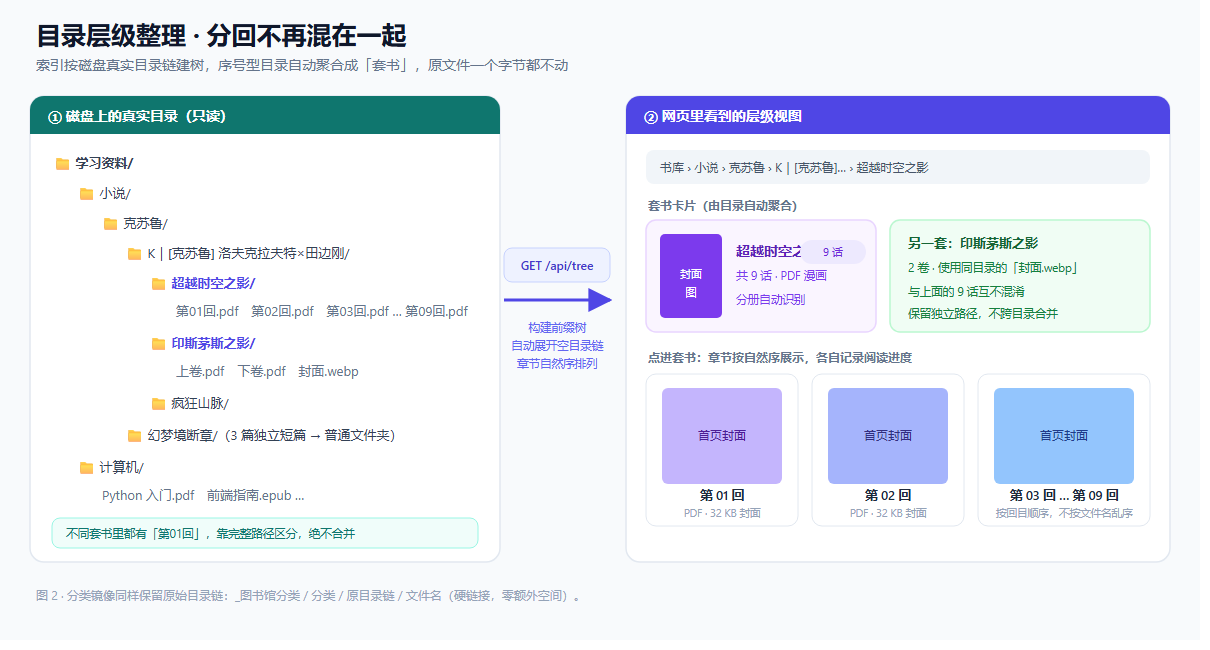 目录层级整理 · 分回不再混在一起
索引按磁盘真实目录链建树，序号型目录自动聚合成「套书」，原文件一个字节都不动
① 磁盘上的真实目录（只读）
学习资料/
小说/
克苏鲁/
K | [克苏鲁] 洛夫克拉夫特×田边刚/
超越时空之影/
第01回.pdf 第02回.pdf 第03回.pdf ... 第09回.pdf
印斯茅斯之影/
上卷.pdf 下卷.pdf 封面.webp
疯狂山脉/
幻梦境断章/（3 篇独立短篇 → 普通文件夹）
计算机/
Python 入门.pdf 前端指南.epub ...
不同套书里都有「第01回」，靠完整路径区分，绝不合并
GET /api/tree
构建前缀树
自动展开空目录链
章节自然序排列
② 网页里看到的层级视图
书库 › 小说 › 克苏鲁 › K | [克苏鲁]... › 超越时空之影
套书卡片（由目录自动聚合）
封面
图
超越时空之
9 话
共 9 话 · PDF 漫画
分册自动识别
另一套：印斯茅斯之影
2 卷 · 使用同目录的「封面.webp」
与上面的 9 话互不混淆
保留独立路径，不跨目录合并
点进套书：章节按自然序展示，各自记录阅读进度
首页封面
第 01 回
PDF · 32 KB 封面
首页封面
第 02 回
PDF · 32 KB 封面
首页封面
第 03 回 ... 第 09 回
按回目顺序，不按文件名乱序
图 2 · 分类镜像同样保留原始目录链：_图书馆分类 / 分类 / 原目录链 / 文件名（硬链接，零额外空间）。